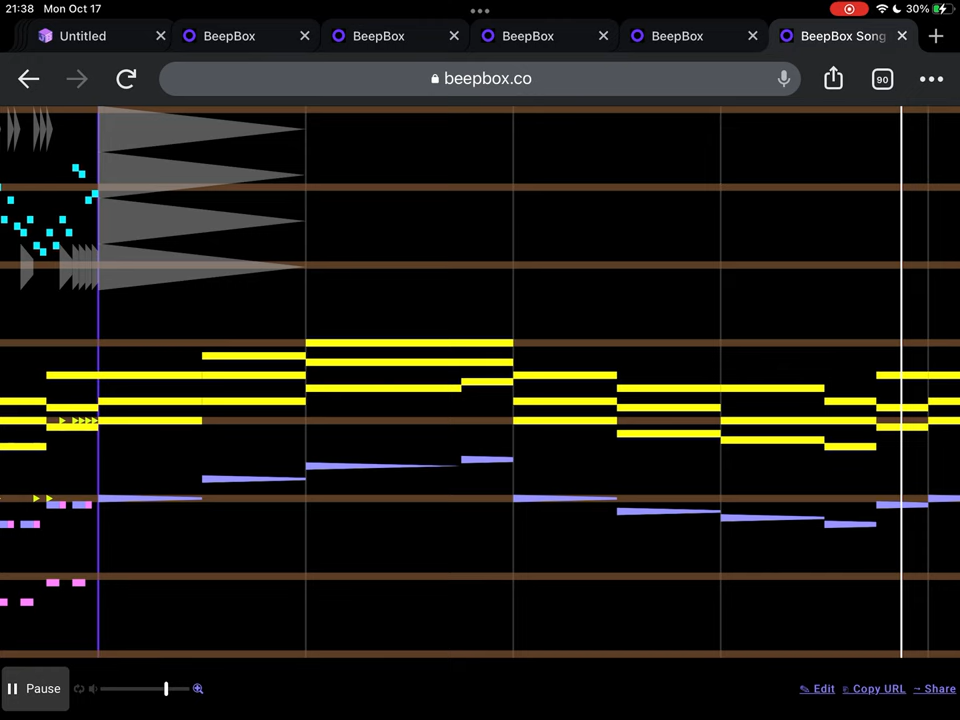 21:38 Mon Oct 17
30%
Untitled
BeepBox
BeepBox
BeepBox
BeepBox
BeepBox Song
beepbox.co
90
Pause
Edit
Copy URL
Share